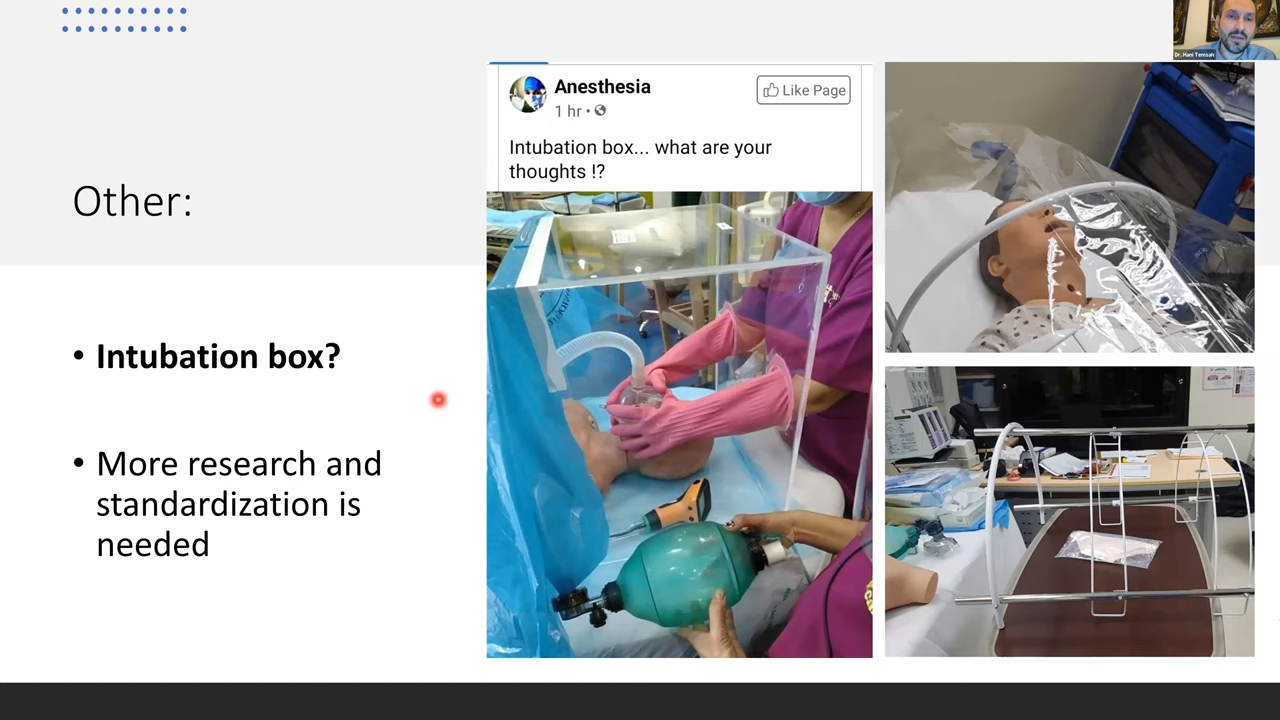 Dr. Hani Temsah
Other:
• Intubation box?
• More research and
standardization is
needed
Anesthesia
Like Page
1 hr •
Intubation box... what are your
thoughts !?